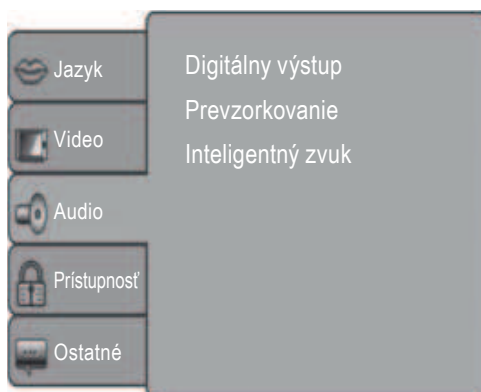 Jazyk
Video
Audio
Prístupnosť
Ostatné
Digitálny výstup
Prevzorkovanie
Inteligentný zvuk